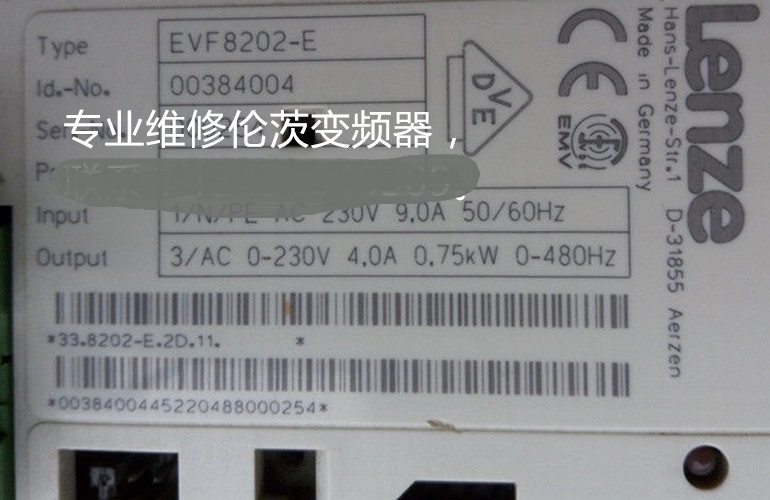 Type EVF8202-E
Id.-No. 00384004
专业维修伦茨变频器，
Input 1/N/PE AC 230V 9.0A 50/60Hz
Output 3/AC 0-230V 4.0A 0.75kW 0-480Hz
*33.8202-E.2D.11. *
*0038400445220488000254*
VDE
EMV
Lenze
Hans-Lenze-Str.1 D-31855 Aerzen
Made in Germany